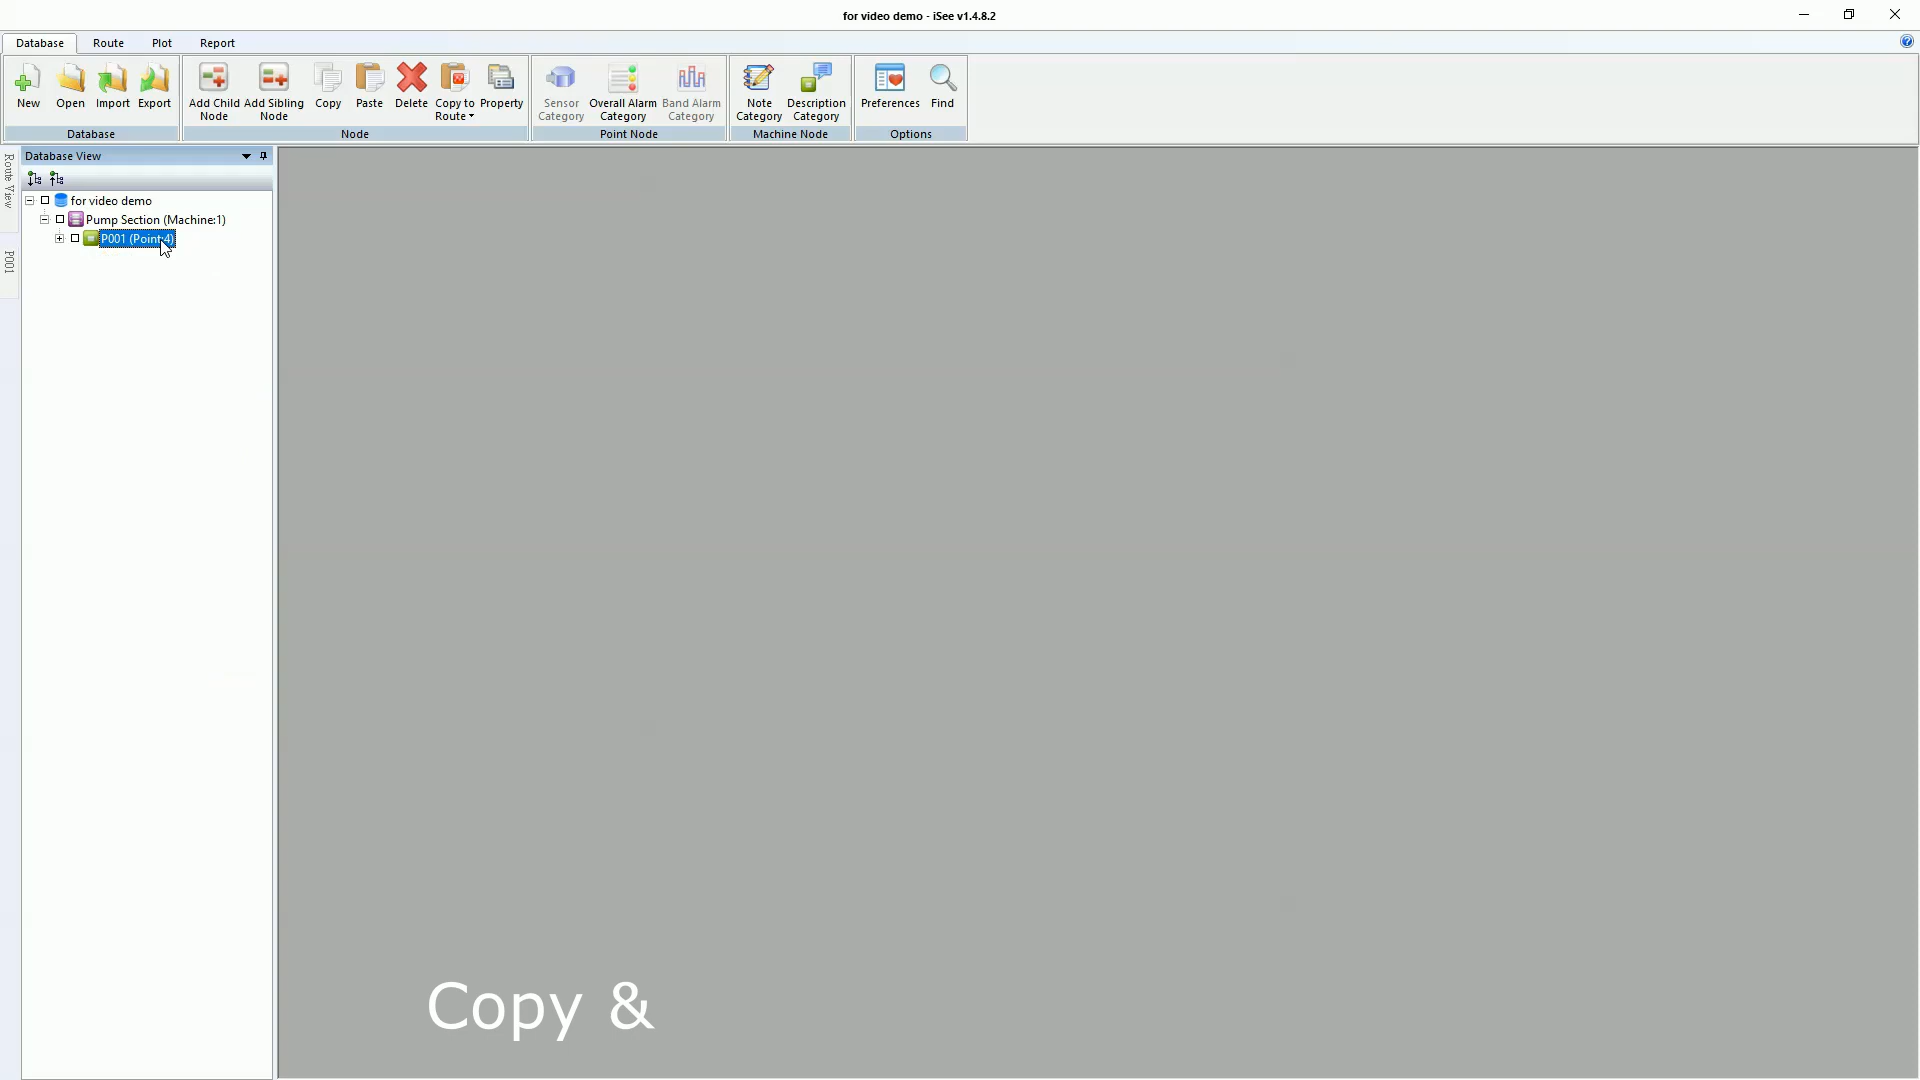 for video demo - iSee v1.4.8.2
Database Route Plot Report
New Open Import Export
Database
Add Child Node Add Sibling Node Copy Paste Delete Copy to Route Property
Node
Sensor Category Overall Alarm Category Band Alarm Category
Point Node
Note Category Description Category
Machine Node
Preferences Find
Options
Route View
P001
Database View
for video demo
Pump Section (Machine:1)
P001 (Point:4)
Copy &